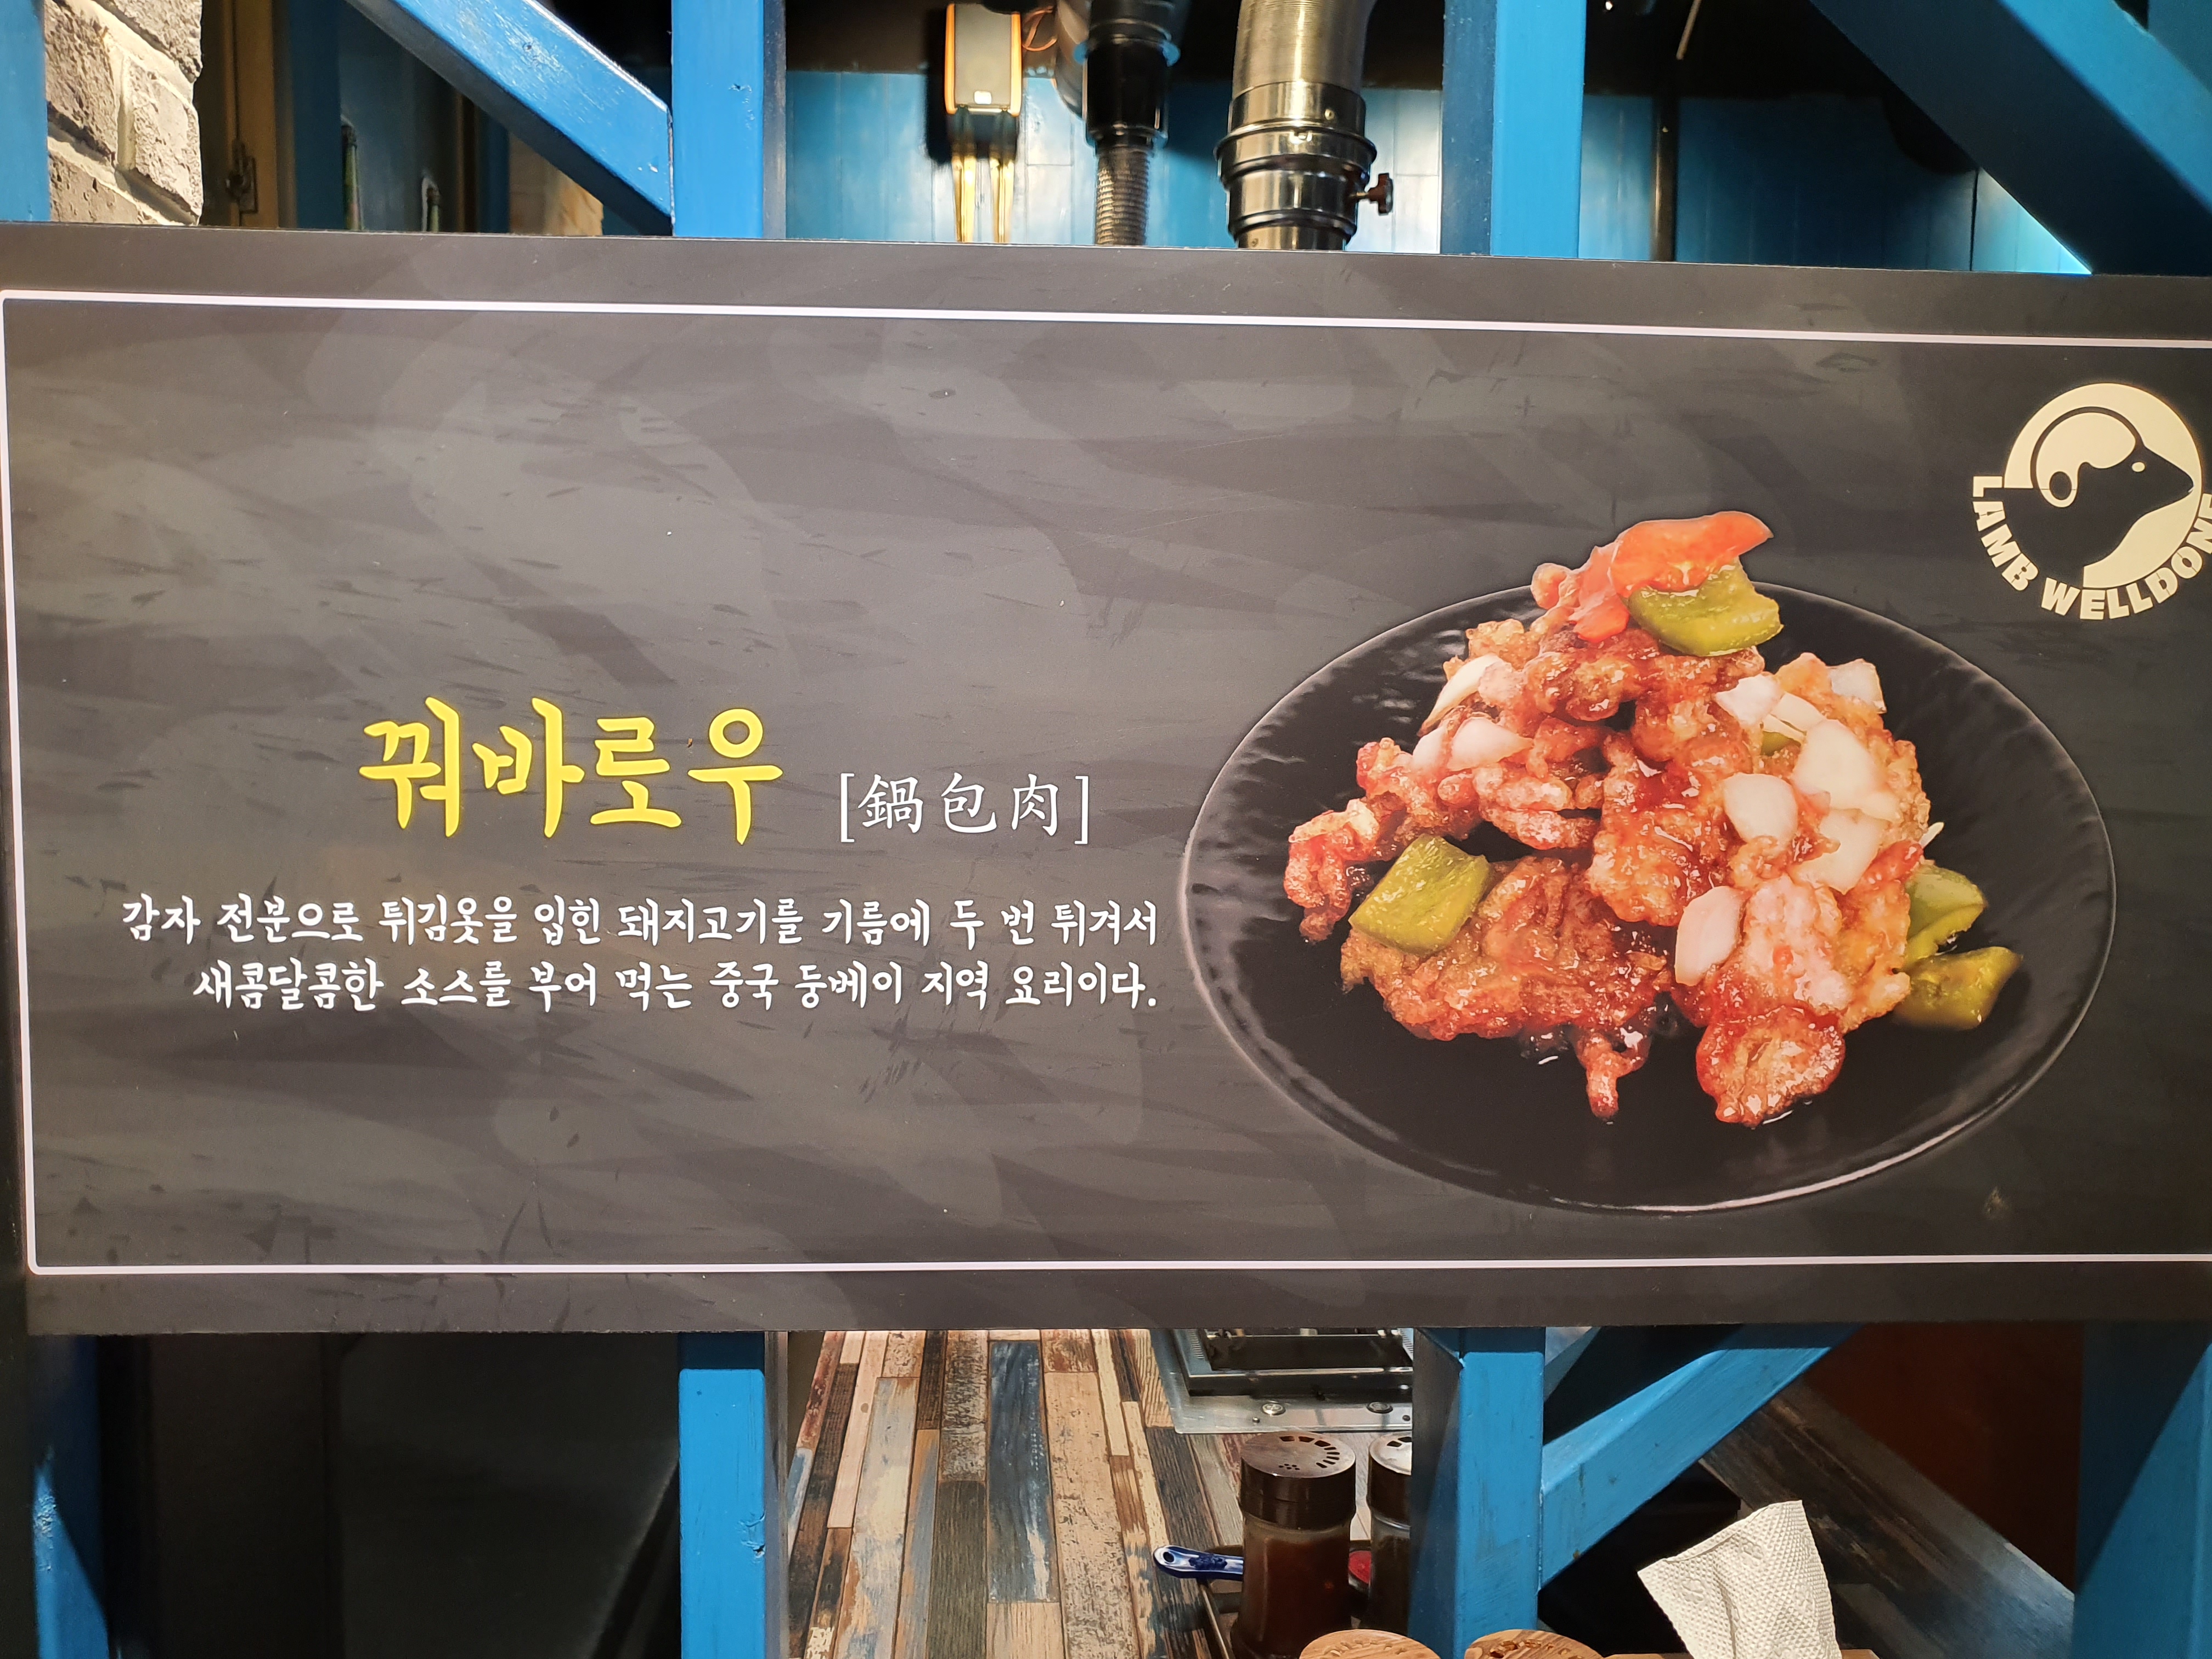 꿔바로우 [鍋包肉]
감자 전분으로 튀김옷을 입힌 돼지고기를 기름에 두 번 튀겨서
새콤달콤한 소스를 부어 먹는 중국 둥베이 지역 요리이다.
LAMB WELLDONE